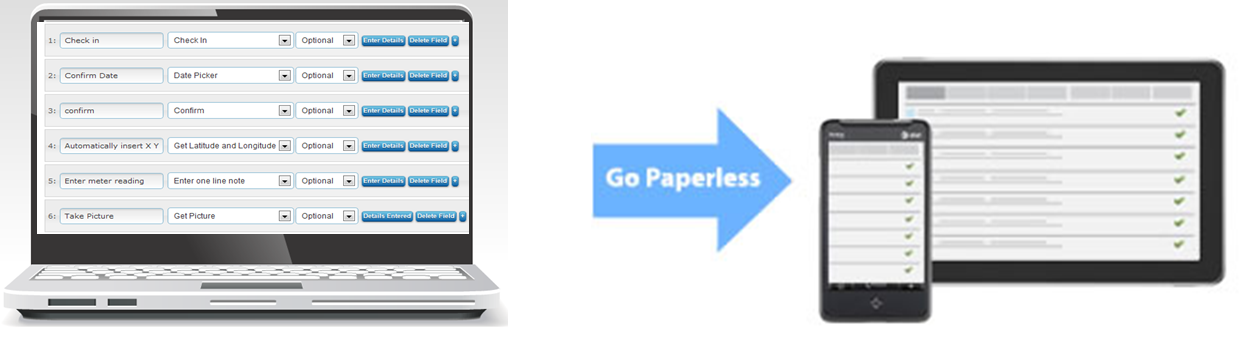 1: Check in Check In Optional Enter Details Delete Field +
2: Confirm Date Date Picker Optional Enter Details Delete Field +
3: confirm Confirm Optional Enter Details Delete Field +
4: Automatically insert X Y Get Latitude and Longitude Optional Enter Details Delete Field +
5: Enter meter reading Enter one line note Optional Enter Details Delete Field +
6: Take Picture Get Picture Optional Details Entered Delete Field +
Go Paperless
at&t